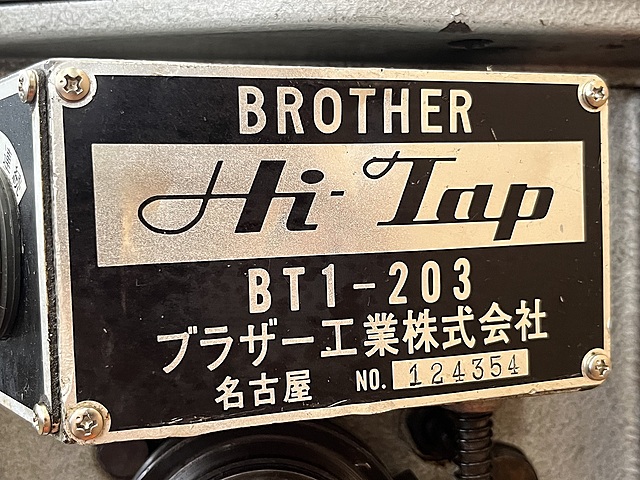 BROTHER
Hi-Tap
BT1-203
ブラザー工業株式会社
名古屋 NO. 124354